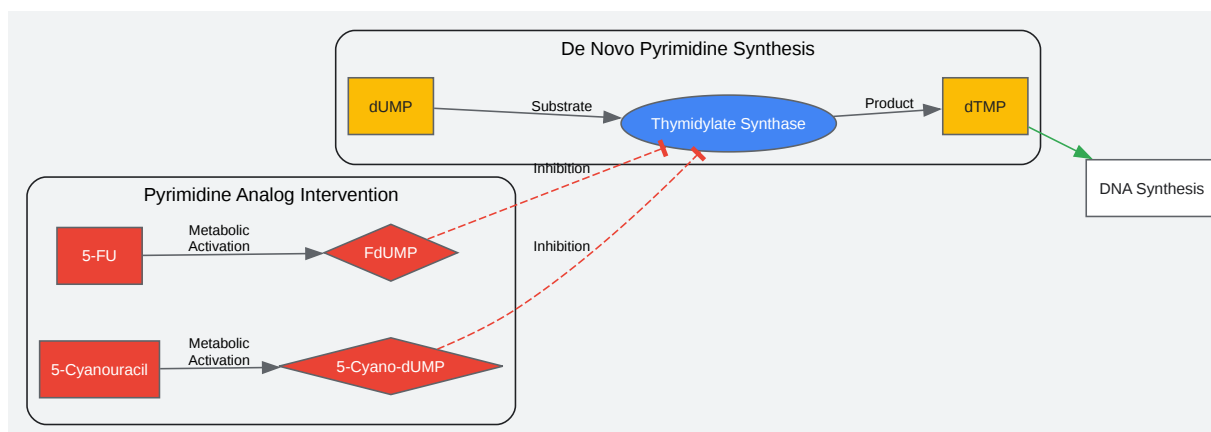 De Novo Pyrimidine Synthesis
dUMP
Substrate
Thymidylate Synthase
Product
dTMP
DNA Synthesis
Inhibition
Pyrimidine Analog Intervention
5-FU
Metabolic
Activation
FdUMP
Inhibition
5-Cyanouracil
Metabolic
Activation
5-Cyano-dUMP